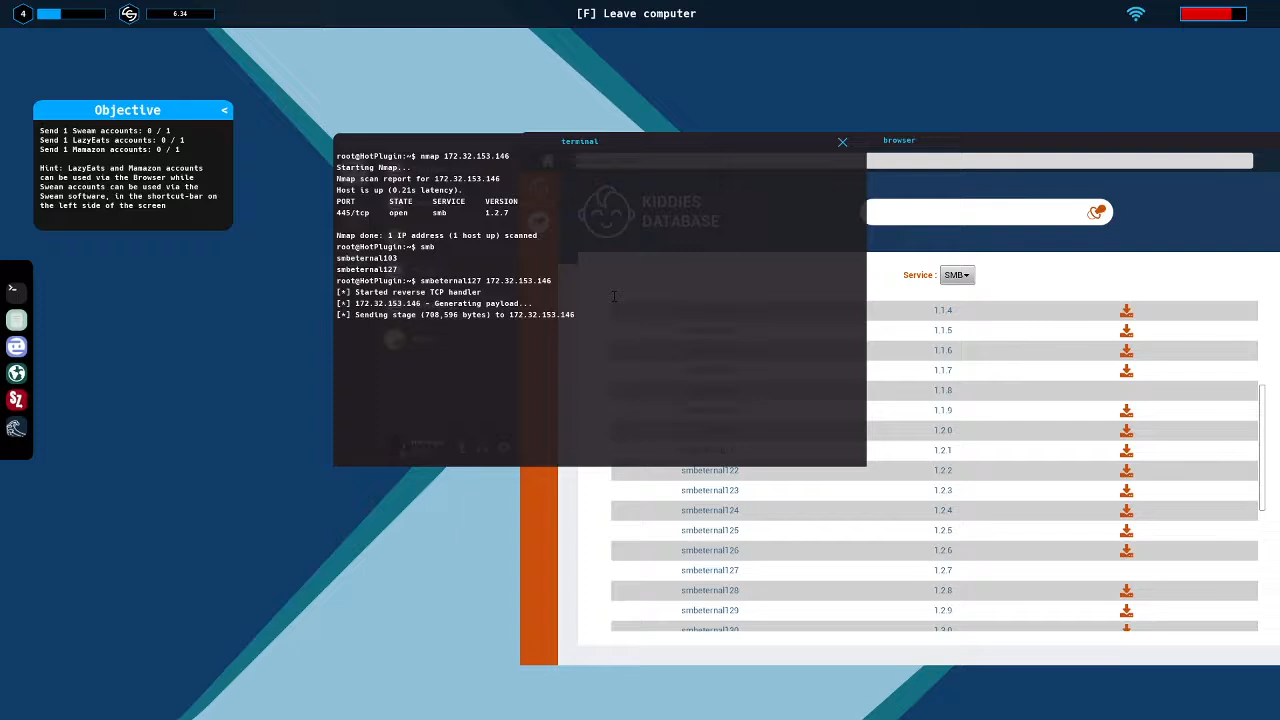 4
6.34
[F] Leave computer
Objective <
Send 1 Sweam accounts: 0 / 1
Send 1 LazyEats accounts: 0 / 1
Send 1 Mamazon accounts: 0 / 1
Hint: LazyEats and Mamazon accounts
can be used via the Browser while
Sweam accounts can be used via the
Sweam software, in the shortcut-bar on
the left side of the screen
SZ
terminal
root@HotPlugin:~$ nmap 172.32.153.146
Starting Nmap...
Nmap scan report for 172.32.153.146
Host is up (0.21s latency).
PORT STATE SERVICE VERSION
445/tcp open smb 1.2.7
Nmap done: 1 IP address (1 host up) scanned
root@HotPlugin:~$ smb
smbeternal103
smbeternal127
root@HotPlugin:~$ smbeternal127 172.32.153.146
[*] Started reverse TCP handler
[*] 172.32.153.146 - Generating payload...
[*] Sending stage (708,596 bytes) to 172.32.153.146
browser
KIDDIES
DATABASE
Service : SMB
1.1.4
1.1.5
1.1.6
1.1.7
1.1.8
1.1.9
1.2.0
1.2.1
smbeternal122 1.2.2
smbeternal123 1.2.3
smbeternal124 1.2.4
smbeternal125 1.2.5
smbeternal126 1.2.6
smbeternal127 1.2.7
smbeternal128 1.2.8
smbeternal129 1.2.9
smbeternal130 1.3.0